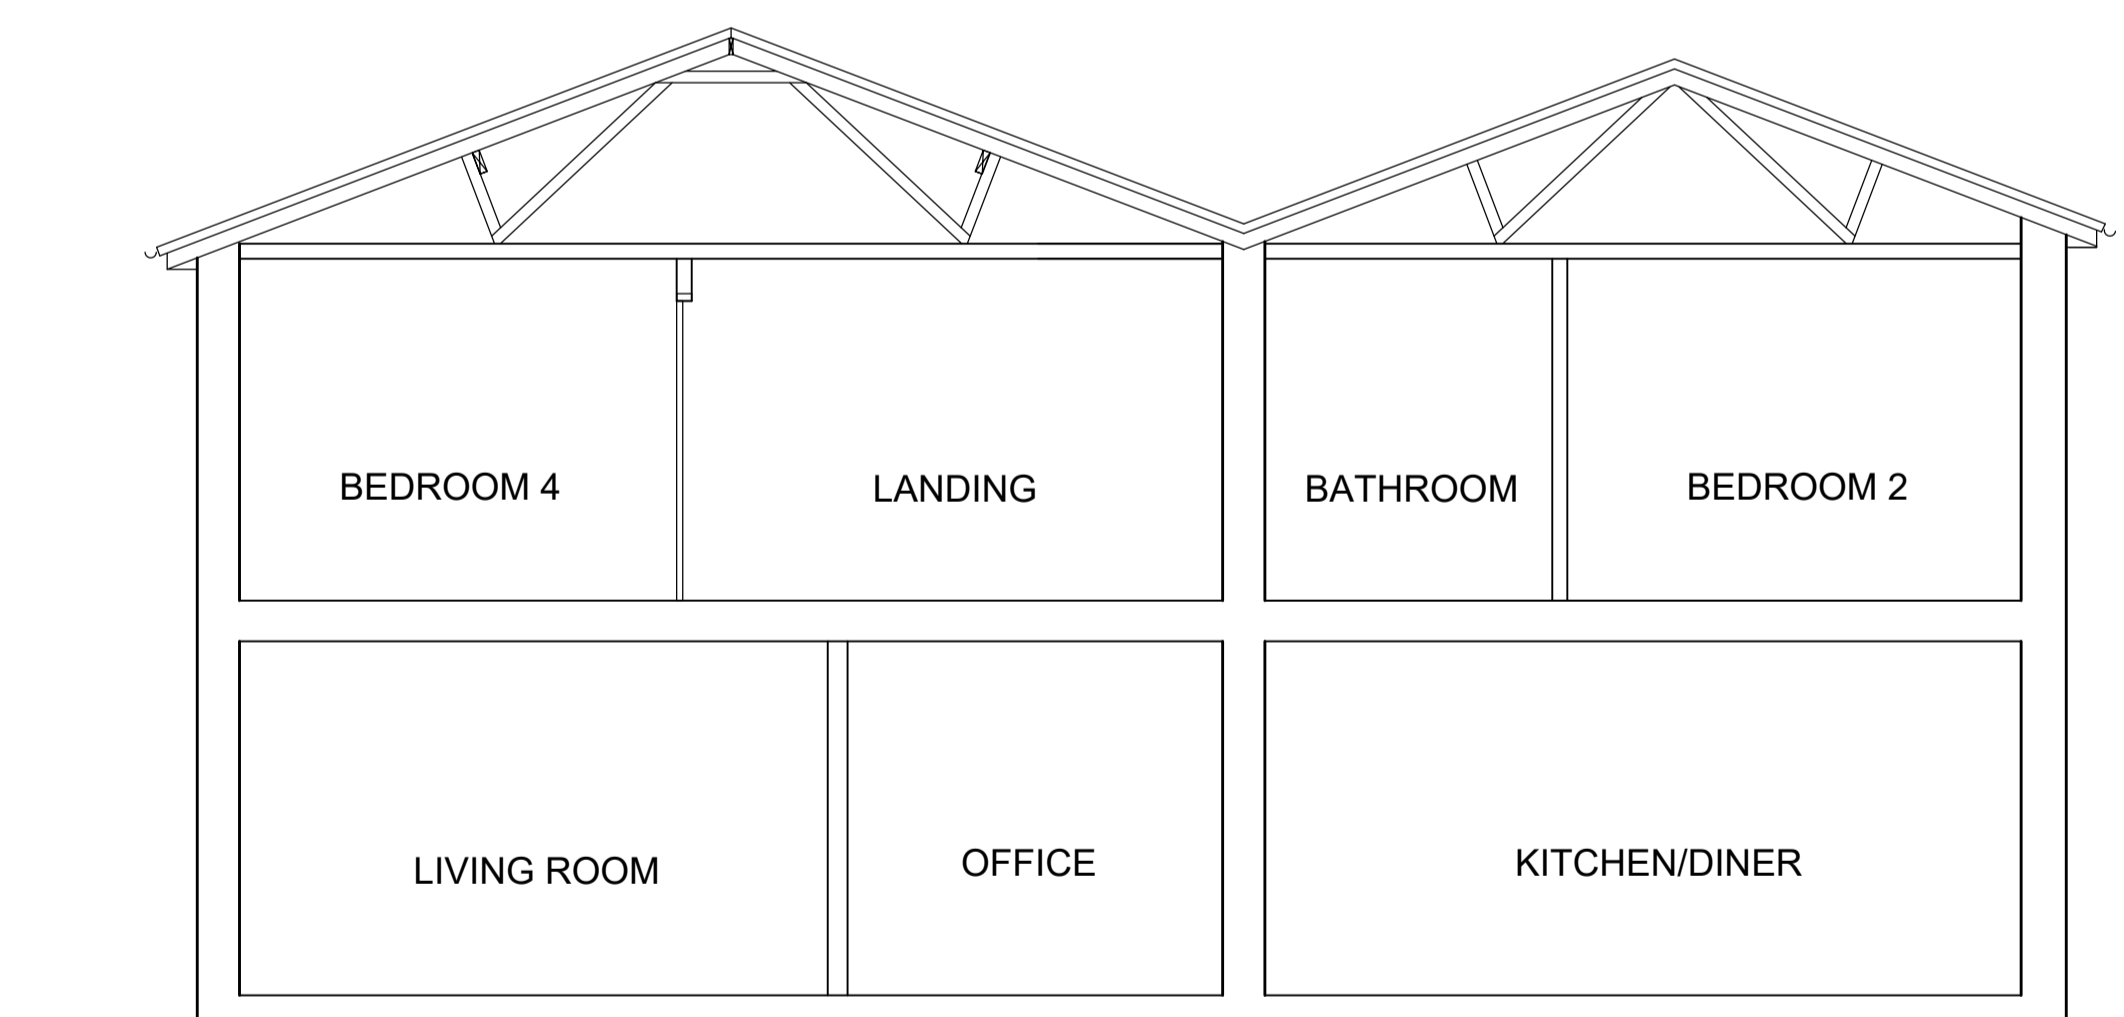 BEDROOM 4
LANDING
BATHROOM
BEDROOM 2
LIVING ROOM
OFFICE
KITCHEN/DINER